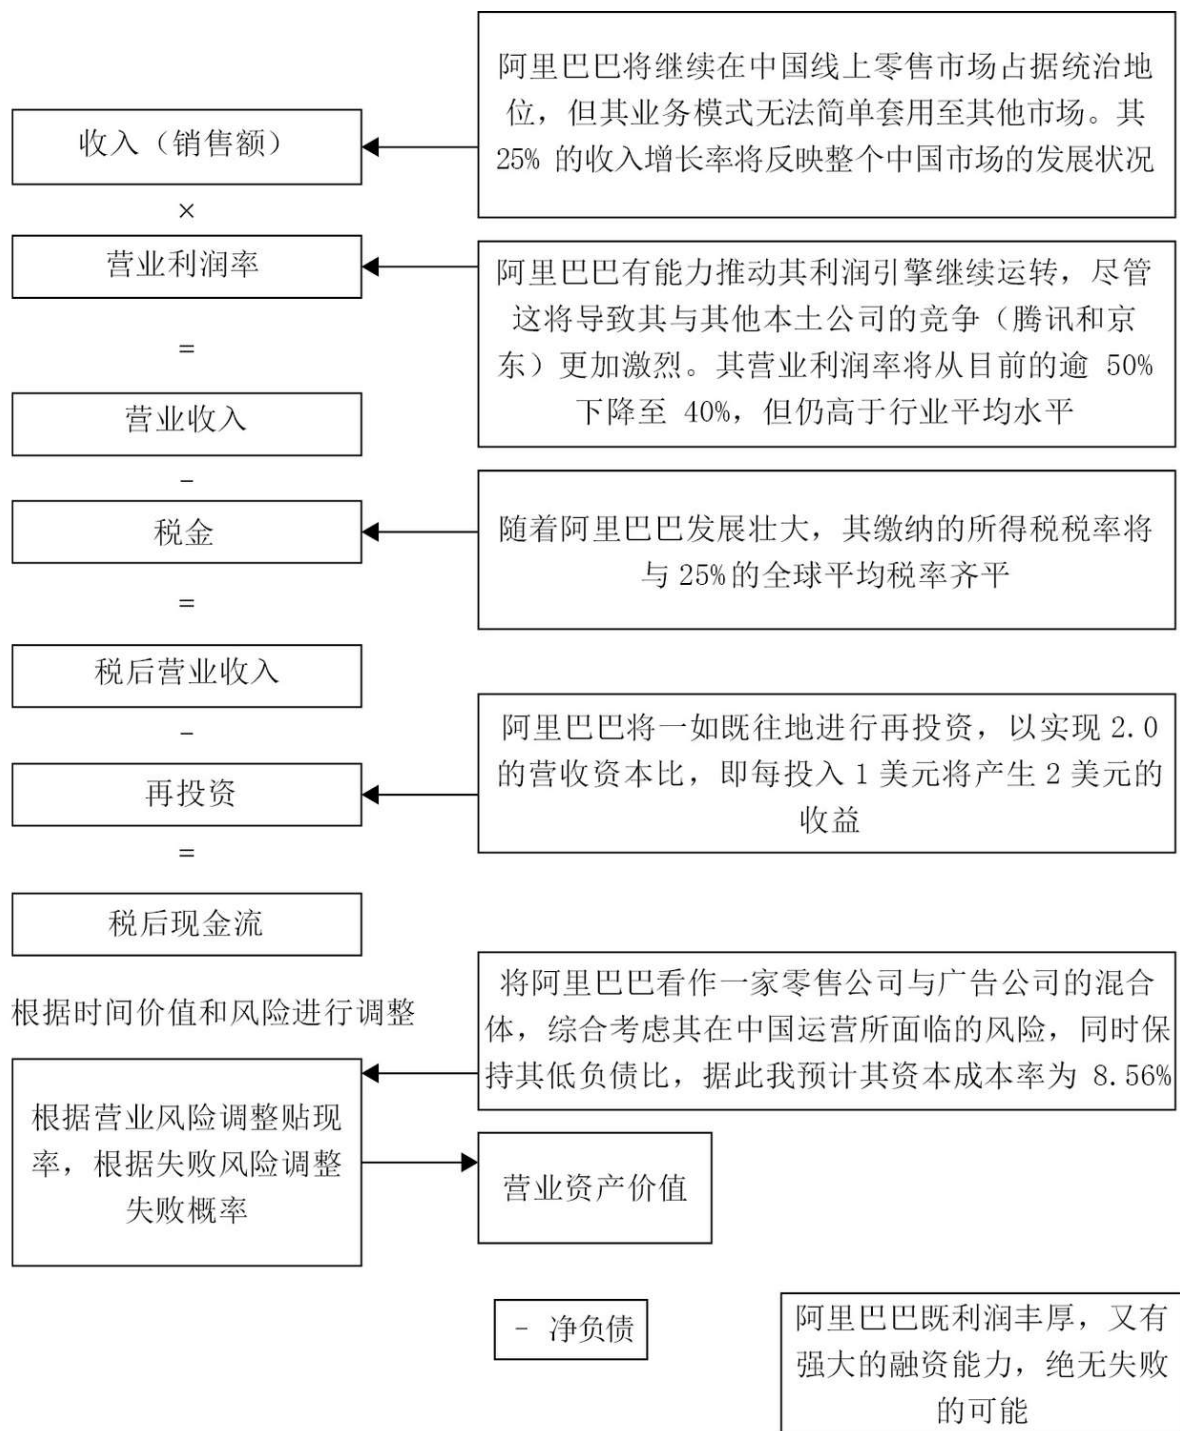 阿里巴巴将继续在中国线上零售市场占据统治地
位，但其业务模式无法简单套用至其他市场。其
25% 的收入增长率将反映整个中国市场的发展状况
收入（销售额）
×
营业利润率
阿里巴巴有能力推动其利润引擎继续运转，尽管
这将导致其与其他本土公司的竞争（腾讯和京
东）更加激烈。其营业利润率将从目前的逾 50%
下降至 40%，但仍高于行业平均水平
=
营业收入
-
税金
随着阿里巴巴发展壮大，其缴纳的所得税税率将
与 25%的全球平均税率齐平
=
税后营业收入
-
再投资
阿里巴巴将一如既往地进行再投资，以实现 2.0
的营收资本比，即每投入 1 美元将产生 2 美元的
收益
=
税后现金流
根据时间价值和风险进行调整
将阿里巴巴看作一家零售公司与广告公司的混合
体，综合考虑其在中国运营所面临的风险，同时保
持其低负债比，据此我预计其资本成本率为 8.56%
根据营业风险调整贴现
率，根据失败风险调整
失败概率
营业资产价值
- 净负债
阿里巴巴既利润丰厚，又有
强大的融资能力，绝无失败
的可能